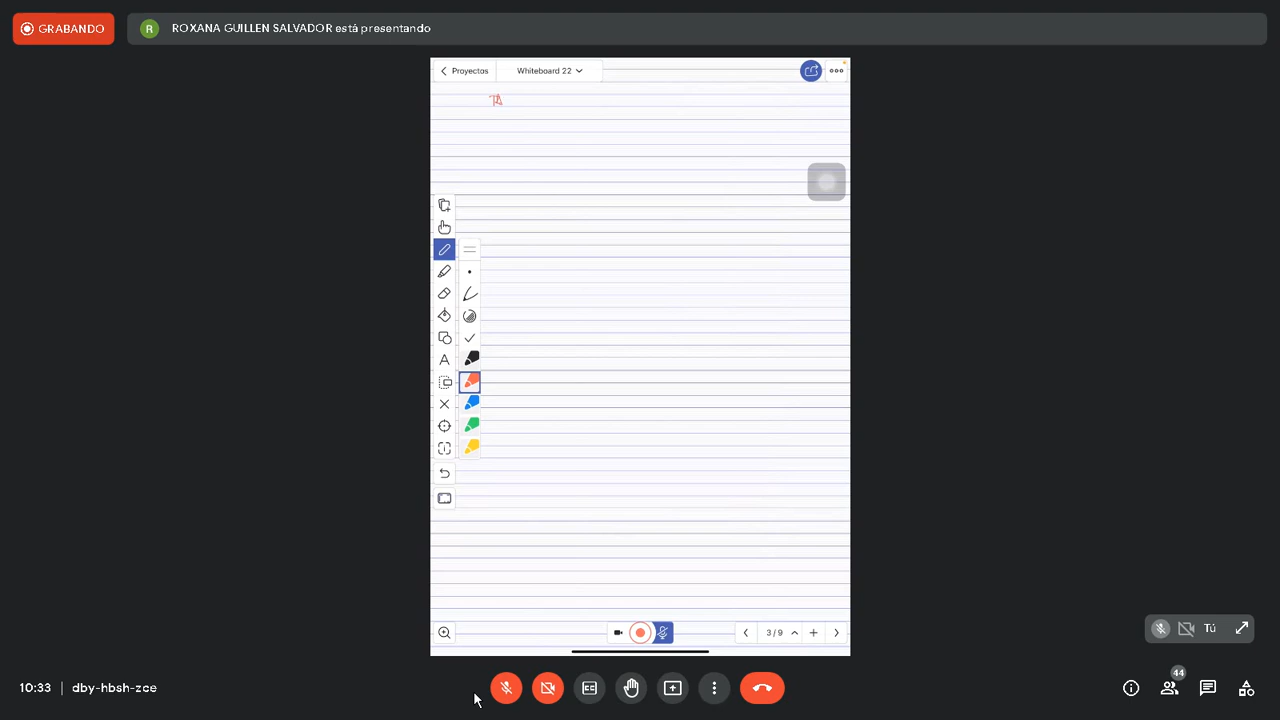 GRABANDO
R ROXANA GUILLEN SALVADOR está presentando
Proyectos
Whiteboard 22
A
3 / 9
Tú
44
10:33 | dby-hbsh-zce